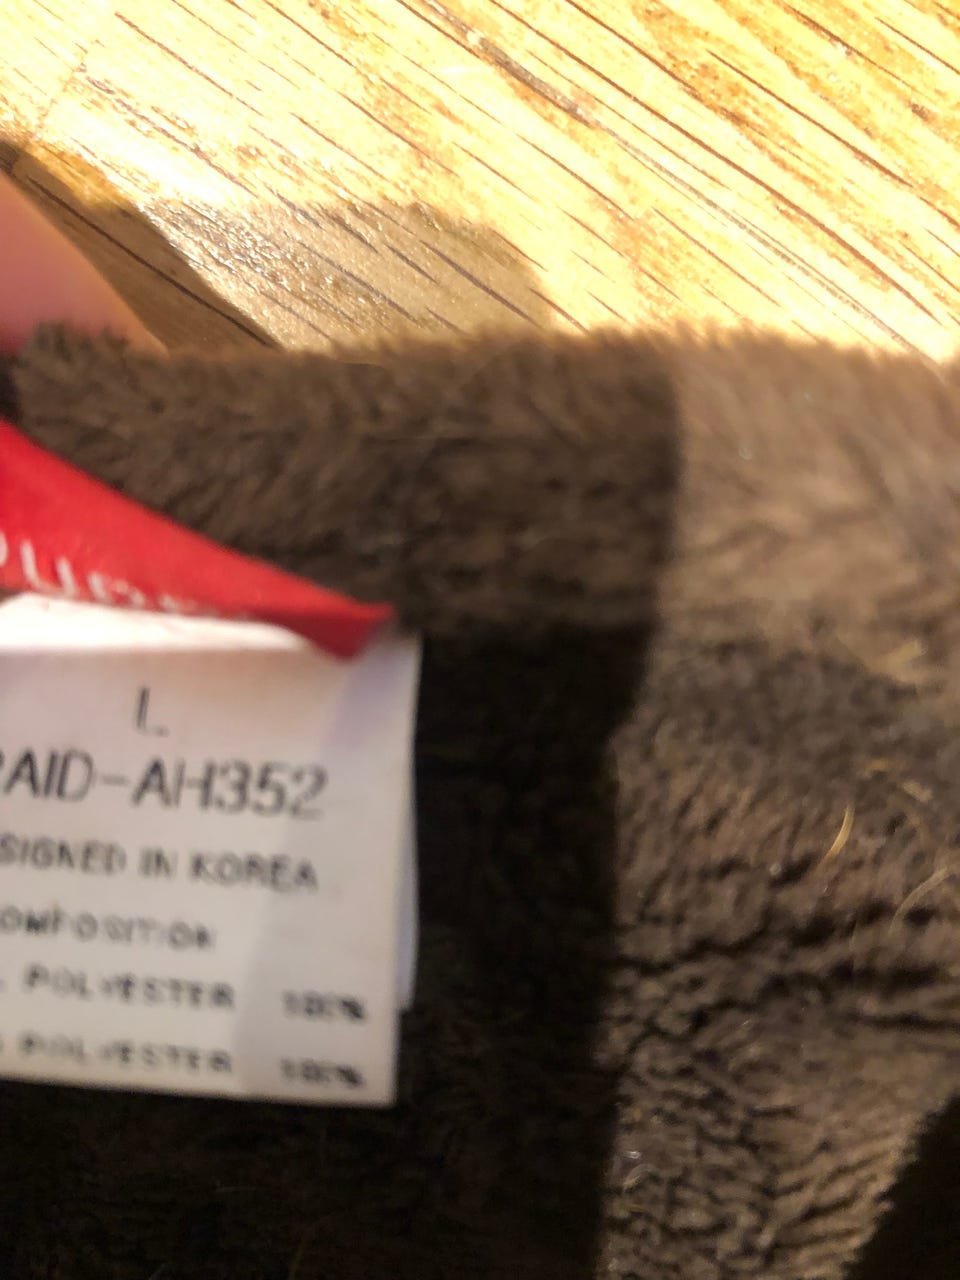 L
AID-AH352
SIGNED IN KOREA
OMPOSITION
POLYESTER 100%
POLYESTER 100%